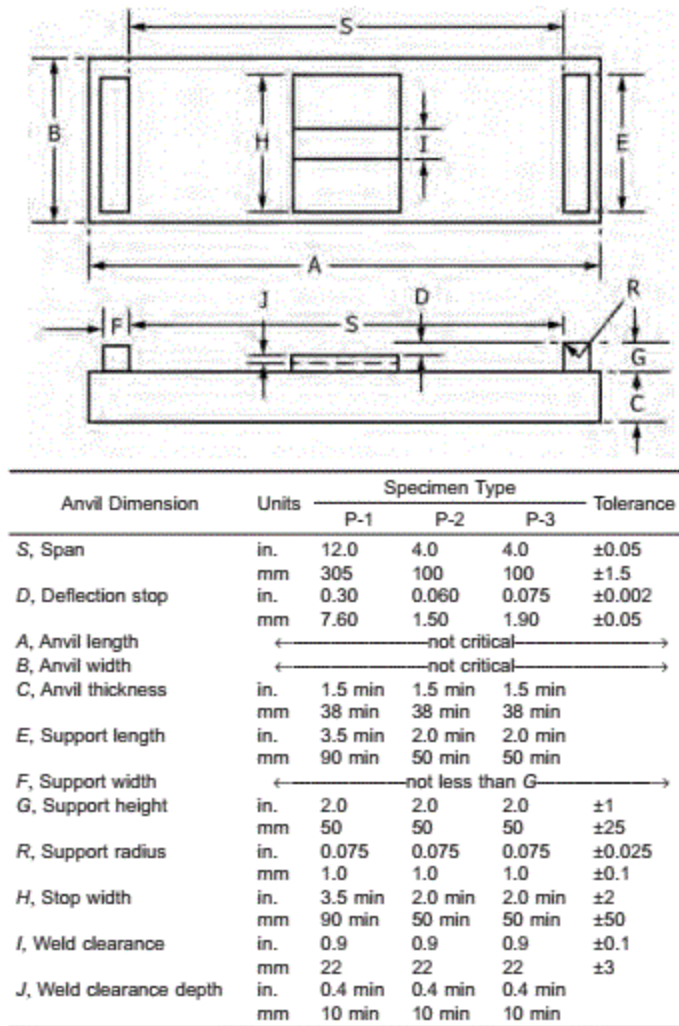 S
B
H
I
E
A
J
D
R
F
S
G
C
Anvil Dimension Units Specimen Type Tolerance
P-1 P-2 P-3
S, Span in. 12.0 4.0 4.0 ±0.05
mm 305 100 100 ±1.5
D, Deflection stop in. 0.30 0.060 0.075 ±0.002
mm 7.60 1.50 1.90 ±0.05
A, Anvil length not critical
B, Anvil width not critical
C, Anvil thickness in. 1.5 min 1.5 min 1.5 min
mm 38 min 38 min 38 min
E, Support length in. 3.5 min 2.0 min 2.0 min
mm 90 min 50 min 50 min
F, Support width not less than G
G, Support height in. 2.0 2.0 2.0 ±1
mm 50 50 50 ±25
R, Support radius in. 0.075 0.075 0.075 ±0.025
mm 1.0 1.0 1.0 ±0.1
H, Stop width in. 3.5 min 2.0 min 2.0 min ±2
mm 90 min 50 min 50 min ±50
I, Weld clearance in. 0.9 0.9 0.9 ±0.1
mm 22 22 22 ±3
J, Weld clearance depth in. 0.4 min 0.4 min 0.4 min
mm 10 min 10 min 10 min